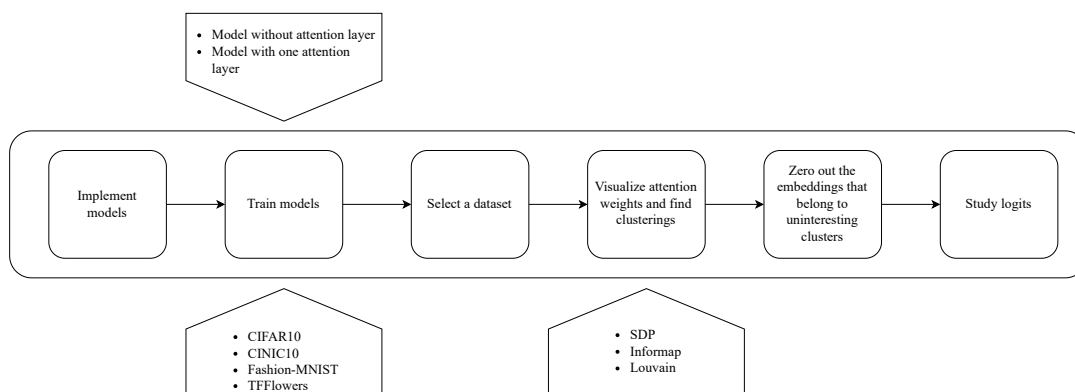 Model without attention layer
Model with one attention
layer
Implement
models
Train models
Select a dataset
Visualize attention
weights and find
clusterings
Zero out the
embeddings that
belong to
uninteresting
clusters
Study logits
CIFAR10
CINIC10
Fashion-MNIST
TFFlowers
SDP
Informap
Louvain